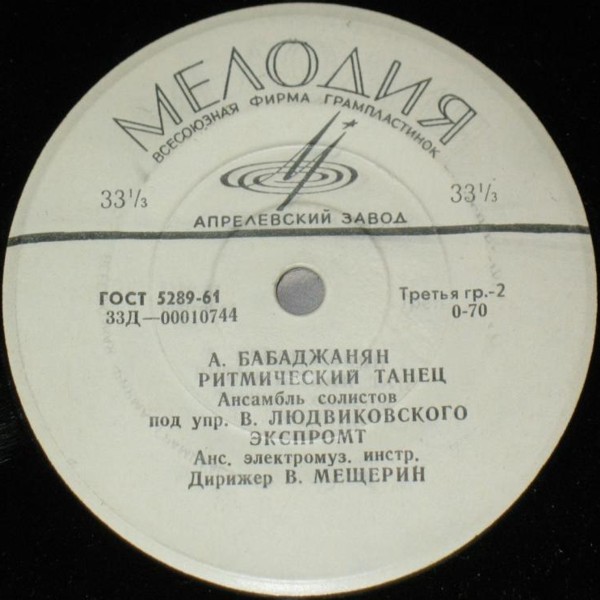 МЕЛОДИЯ
ВСЕСОЮЗНАЯ ФИРМА ГРАМПЛАСТИНОК
33⅓ 33⅓
АПРЕЛЕВСКИЙ ЗАВОД
ГОСТ 5289-61 Третья гр.-2
33Д—00010744 0-70
А. БАБАДЖАНЯН
РИТМИЧЕСКИЙ ТАНЕЦ
Ансамбль солистов
под упр. В. ЛЮДВИКОВСКОГО
ЭКСПРОМТ
Анс. электромуз. инстр.
Дирижер В. МЕЩЕРИН